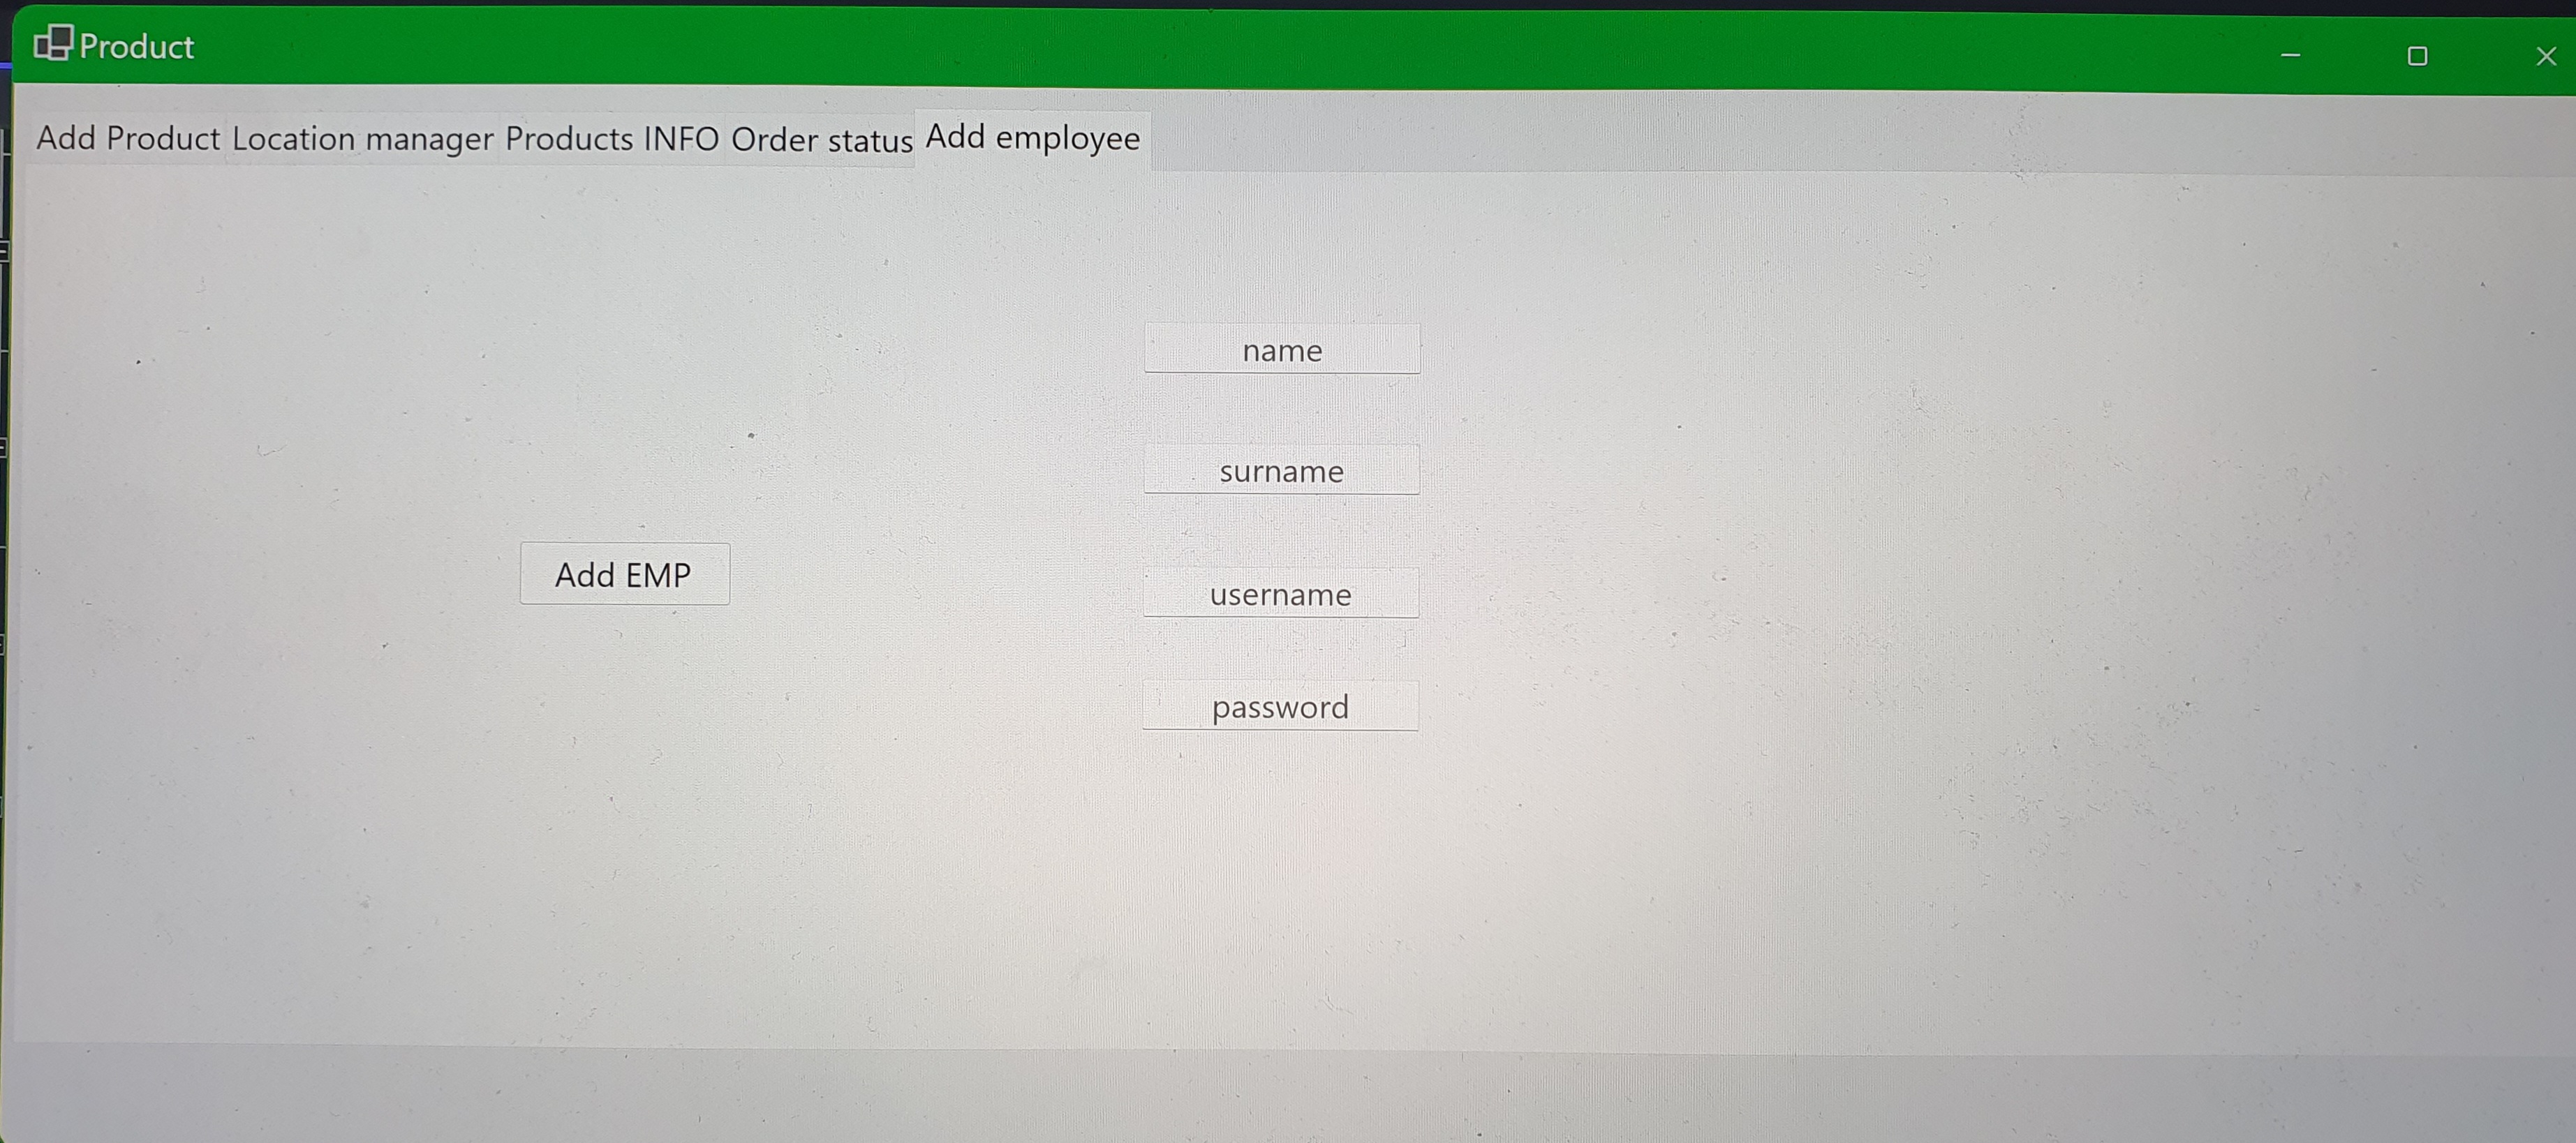 Product
Add Product Location manager Products INFO Order status Add employee
name
surname
Add EMP
username
password